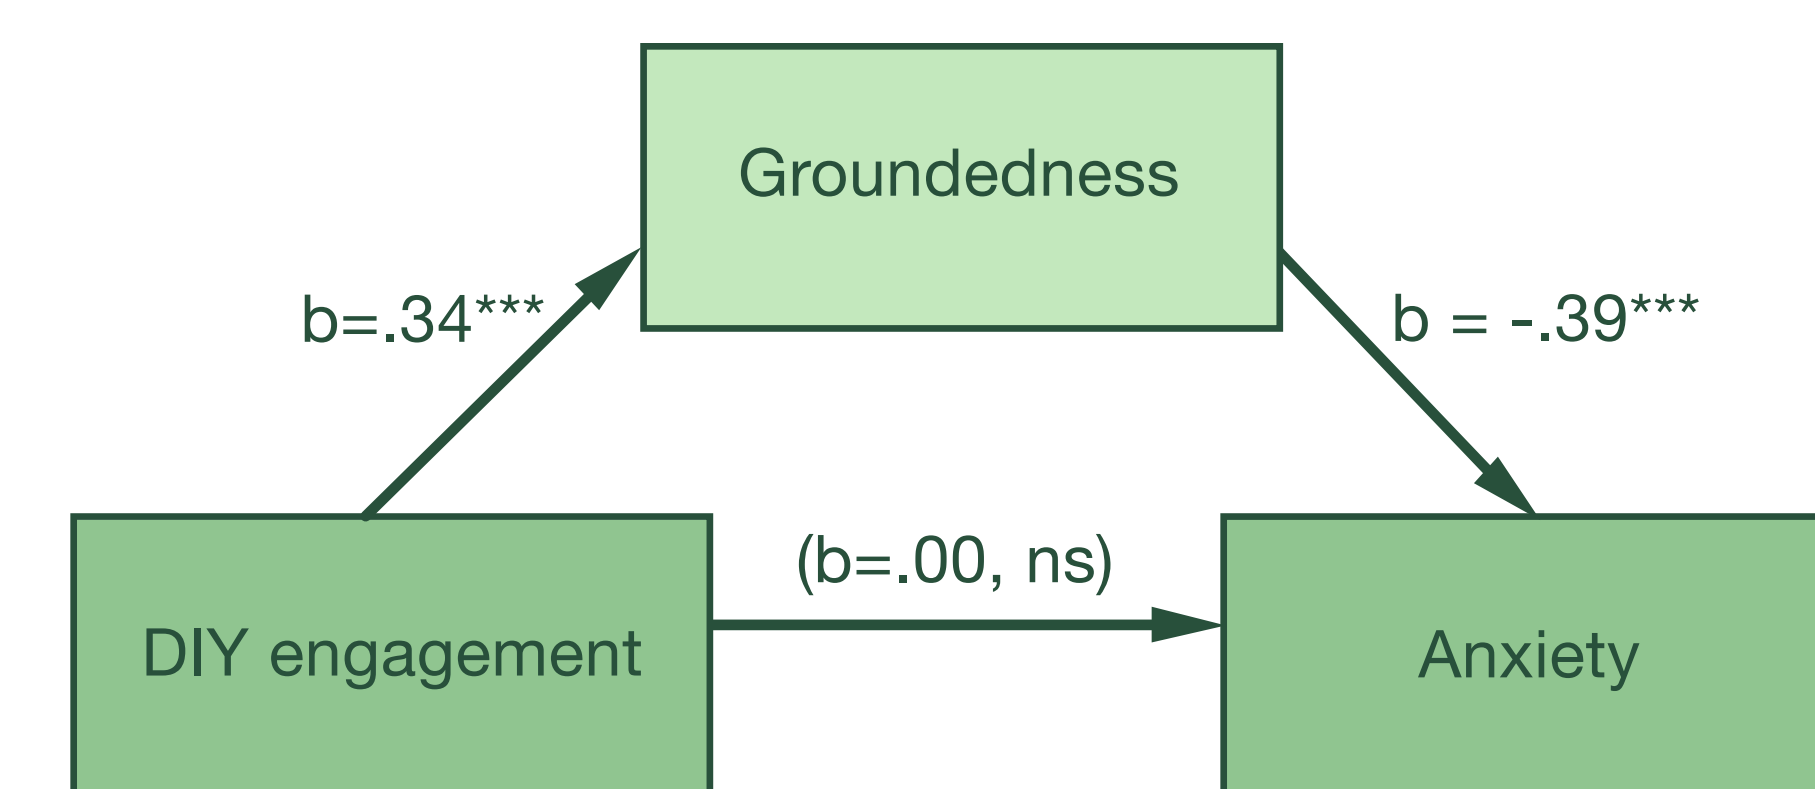 Groundedness
b=.34***
b = -.39***
(b=.00, ns)
DIY engagement
Anxiety